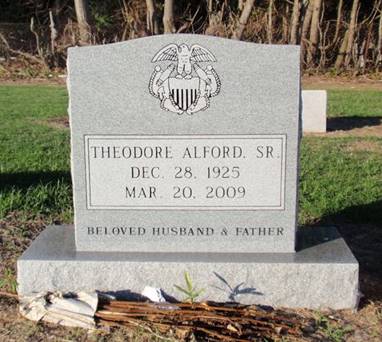 THEODORE ALFORD, SR.
DEC. 28, 1925
MAR. 20, 2009
BELOVED HUSBAND & FATHER